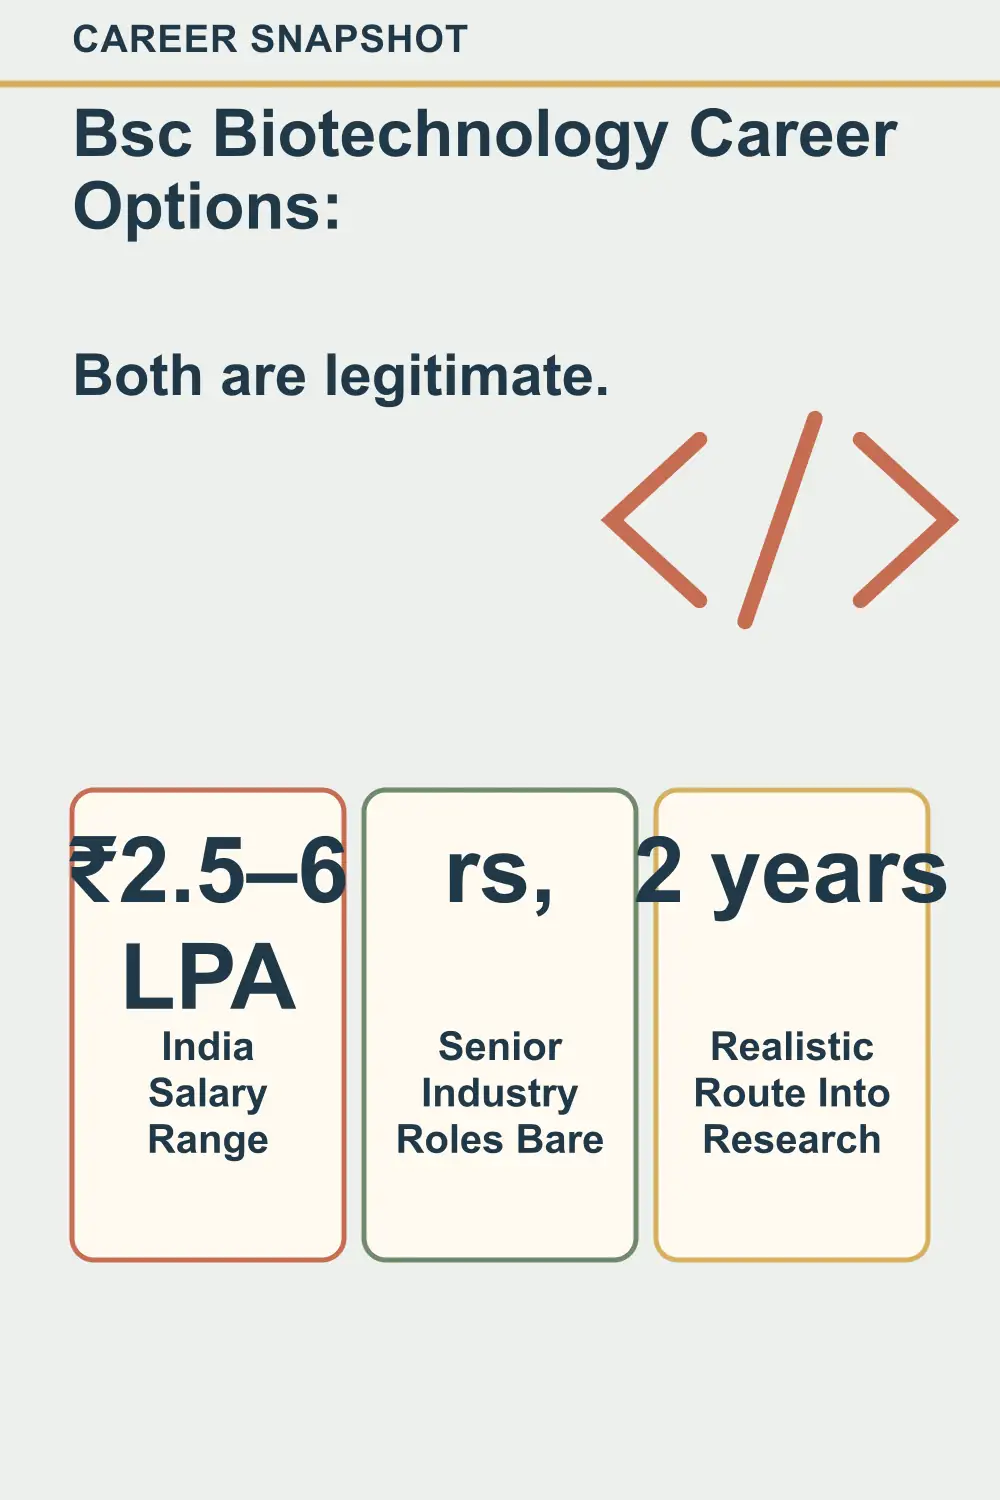 CAREER SNAPSHOT
Bsc Biotechnology Career
Options:
Both are legitimate.
</>
₹2.5–6
LPA
India
Salary
Range
rs,
Senior
Industry
Roles Bare
2 years
Realistic
Route Into
Research